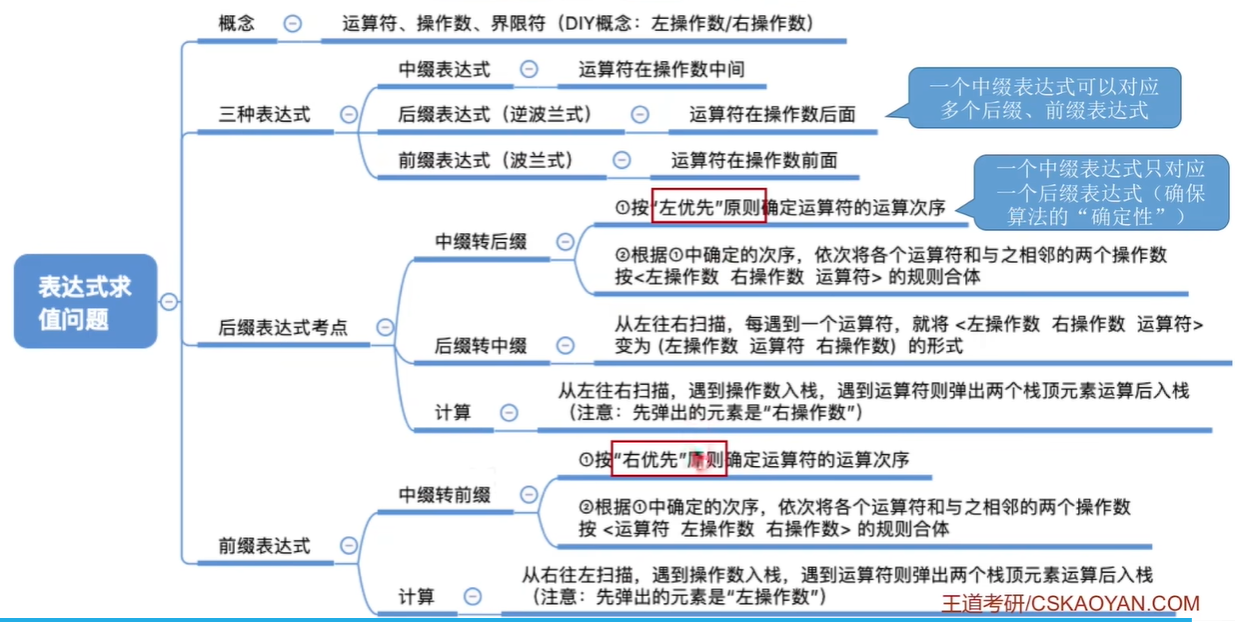 概念
运算符、操作数、界限符（DIY概念：左操作数/右操作数）
中缀表达式
运算符在操作数中间
三种表达式
后缀表达式（逆波兰式）
运算符在操作数后面
一个中缀表达式可以对应
多个后缀、前缀表达式
前缀表达式（波兰式）
运算符在操作数前面
一个中缀表达式只对应
一个后缀表达式（确保
算法的“确定性”）
表达式求
值问题
后缀表达式考点
中缀转后缀
①按“左优先”原则确定运算符的运算次序
②根据①中确定的次序，依次将各个运算符和与之相邻的两个操作数
按<左操作数 右操作数 运算符> 的规则合体
后缀转中缀
从左往右扫描，每遇到一个运算符，就将 <左操作数 右操作数 运算符>
变为 (左操作数 运算符 右操作数) 的形式
计算
从左往右扫描，遇到操作数入栈，遇到运算符则弹出两个栈顶元素运算后入栈
（注意：先弹出的元素是“右操作数”）
前缀表达式
中缀转前缀
①按“右优先”原则确定运算符的运算次序
②根据①中确定的次序，依次将各个运算符和与之相邻的两个操作数
按 <运算符 左操作数 右操作数> 的规则合体
计算
从右往左扫描，遇到操作数入栈，遇到运算符则弹出两个栈顶元素运算后入栈
（注意：先弹出的元素是“左操作数”）
王道考研/CSKAOYAN.COM